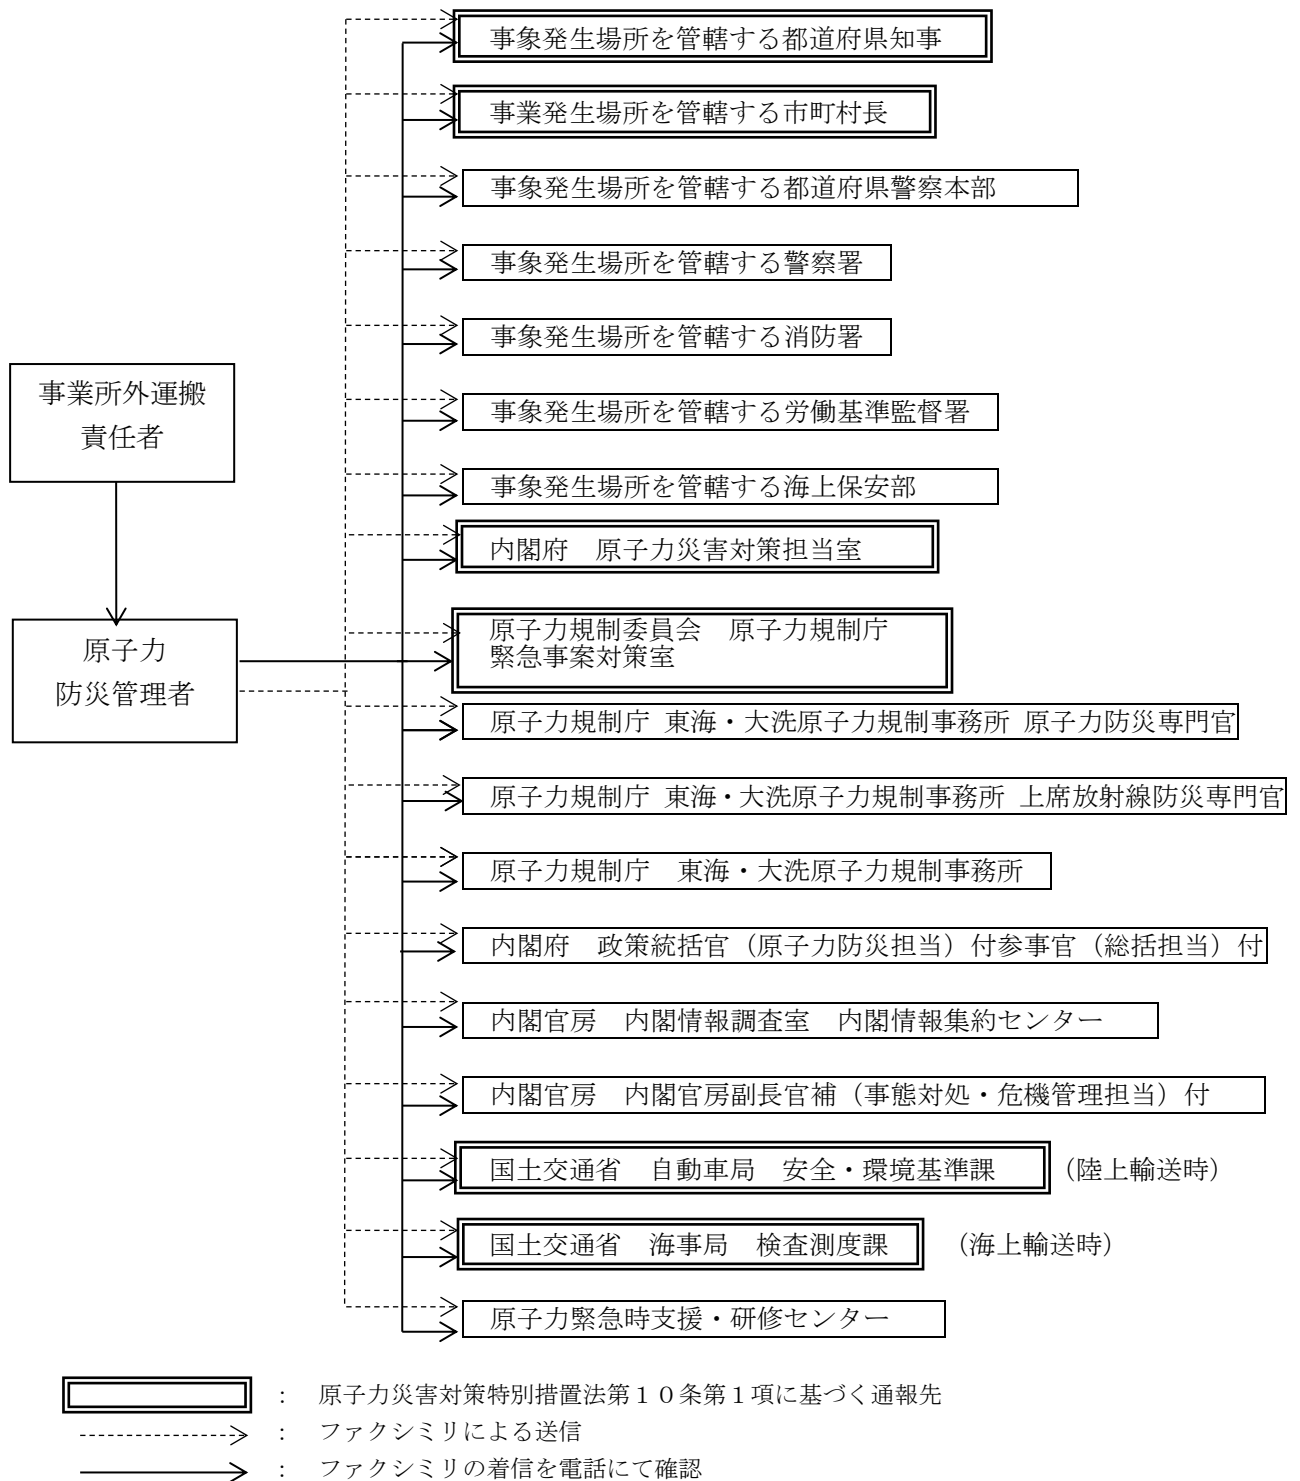 事象発生場所を管轄する都道府県知事
事業発生場所を管轄する市町村長
事象発生場所を管轄する都道府県警察本部
事象発生場所を管轄する警察署
事象発生場所を管轄する消防署
事業所外運搬
責任者
事象発生場所を管轄する労働基準監督署
事象発生場所を管轄する海上保安部
内閣府　原子力災害対策担当室
原子力規制委員会　原子力規制庁
緊急事案対策室
原子力
防災管理者
原子力規制庁 東海・大洗原子力規制事務所 原子力防災専門官
原子力規制庁 東海・大洗原子力規制事務所 上席放射線防災専門官
原子力規制庁　東海・大洗原子力規制事務所
内閣府　政策統括官（原子力防災担当）付参事官（総括担当）付
内閣官房　内閣情報調査室　内閣情報集約センター
内閣官房　内閣官房副長官補（事態対処・危機管理担当）付
国土交通省　自動車局　安全・環境基準課　（陸上輸送時）
国土交通省　海事局　検査測度課　（海上輸送時）
原子力緊急時支援・研修センター
：　原子力災害対策特別措置法第１０条第１項に基づく通報先
：　ファクシミリによる送信
：　ファクシミリの着信を電話にて確認